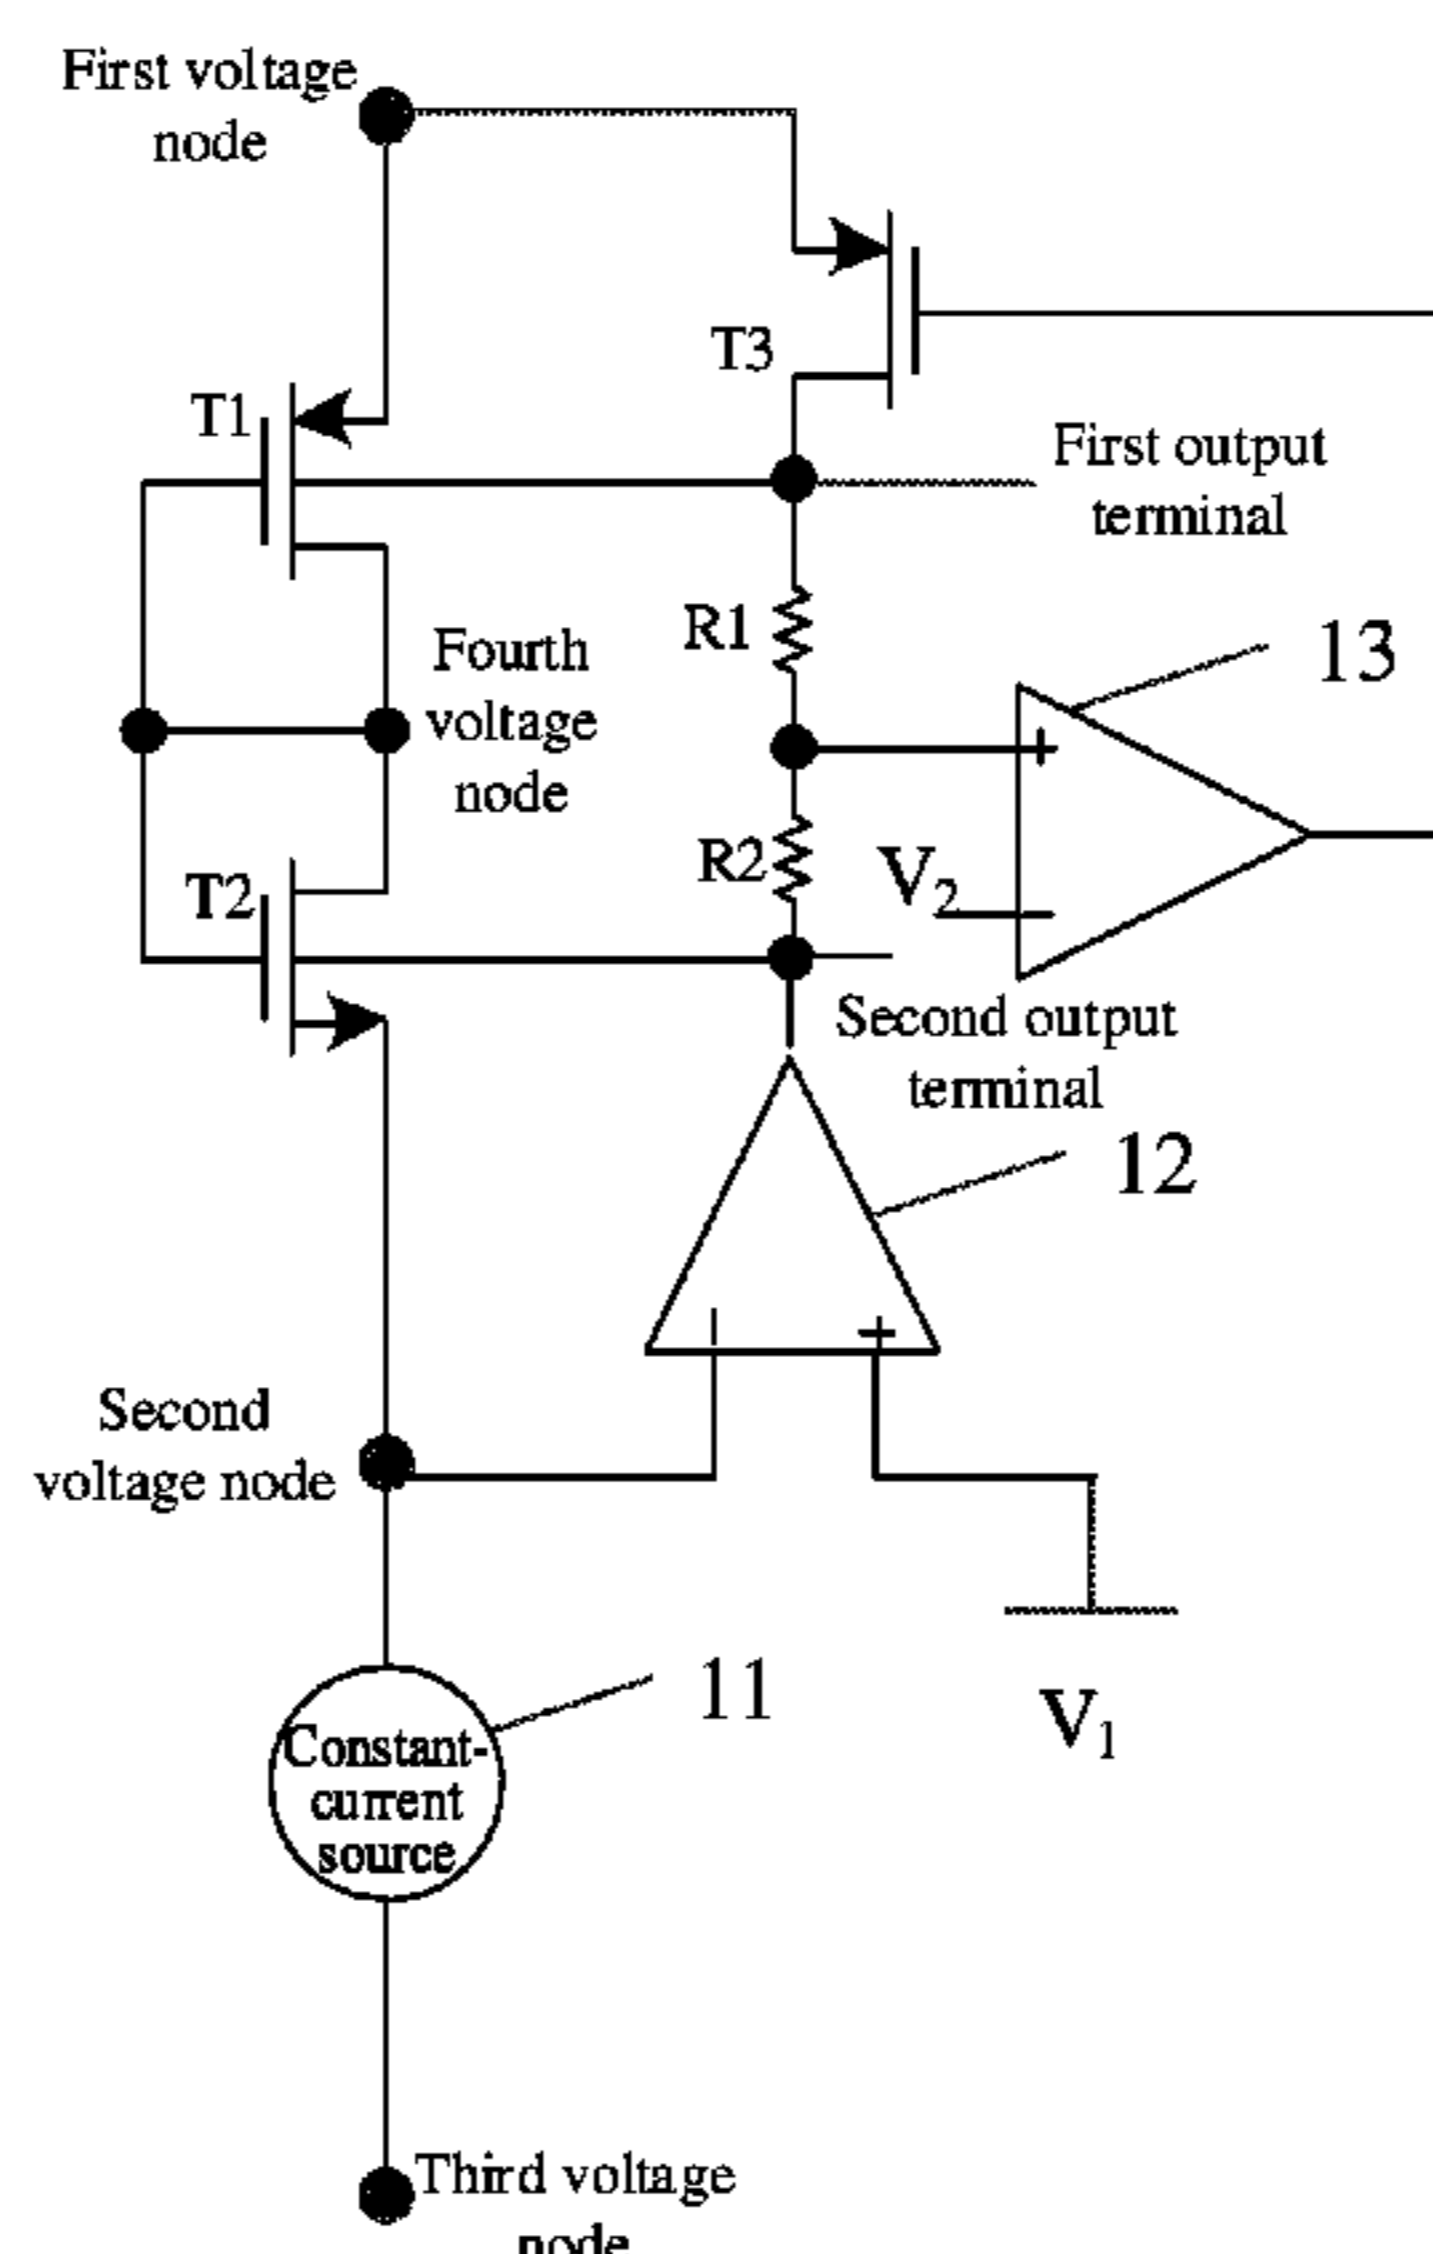 First voltage
node
T3
T1
First output
terminal
R1
13
Fourth
voltage
node
+
R2
V2
T2
Second output
terminal
12
+
Second
voltage node
11
V1
Constant-
current
source
Third voltage
node